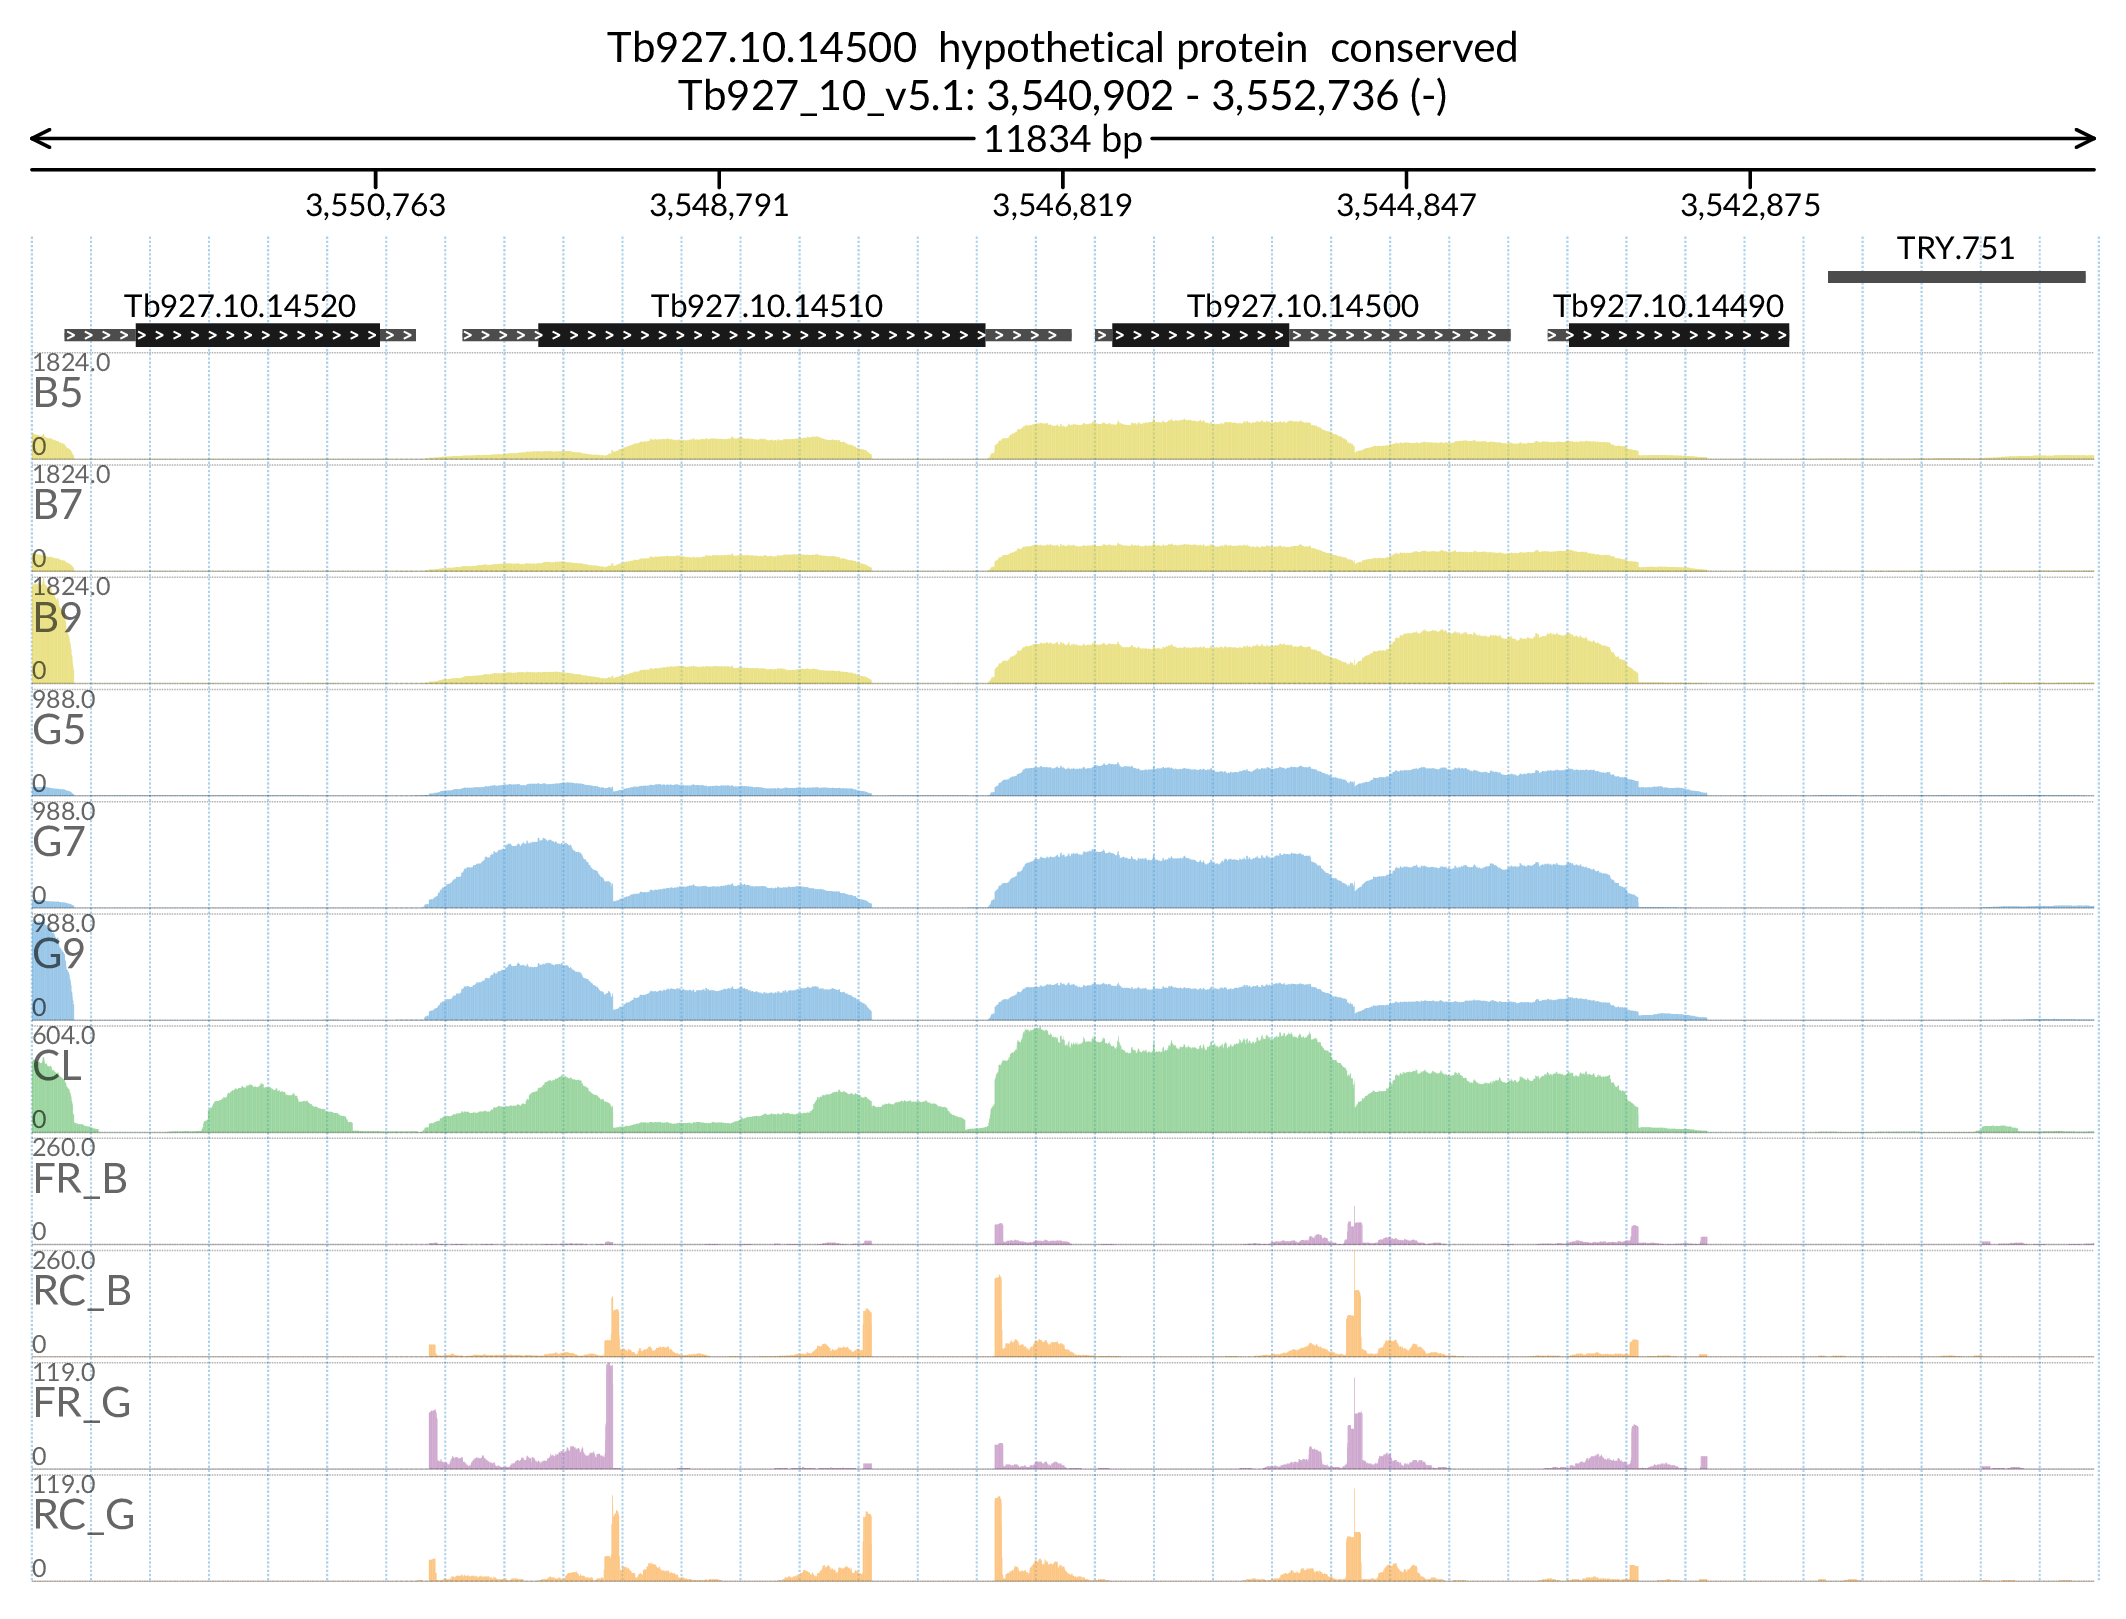 Tb927.10.14500  hypothetical protein  conserved
Tb927_10_v5.1: 3,540,902 - 3,552,736 (-)
11834 bp
3,550,763 3,548,791 3,546,819 3,544,847 3,542,875
TRY.751
Tb927.10.14520 Tb927.10.14510 Tb927.10.14500 Tb927.10.14490
1824.0
B5
0
1824.0
B7
0
1824.0
B9
0
988.0
G5
0
988.0
G7
0
988.0
G9
0
604.0
CL
0
260.0
FR_B
0
260.0
RC_B
0
119.0
FR_G
0
119.0
RC_G
0